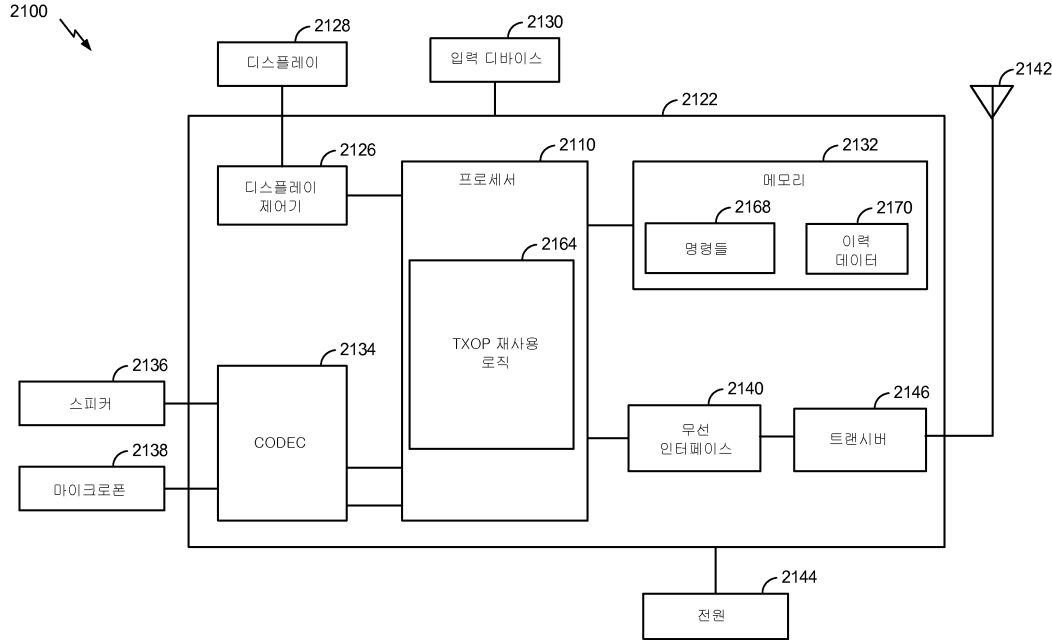 2100
2128
디스플레이
2130
입력 디바이스
2142
2122
2126
디스플레이
제어기
2110
프로세서
2132
메모리
2168
명령들
2170
이력
데이터
2164
TXOP 재사용
로직
2136
스피커
2134
CODEC
2138
마이크로폰
2140
무선
인터페이스
2146
트랜시버
2144
전원